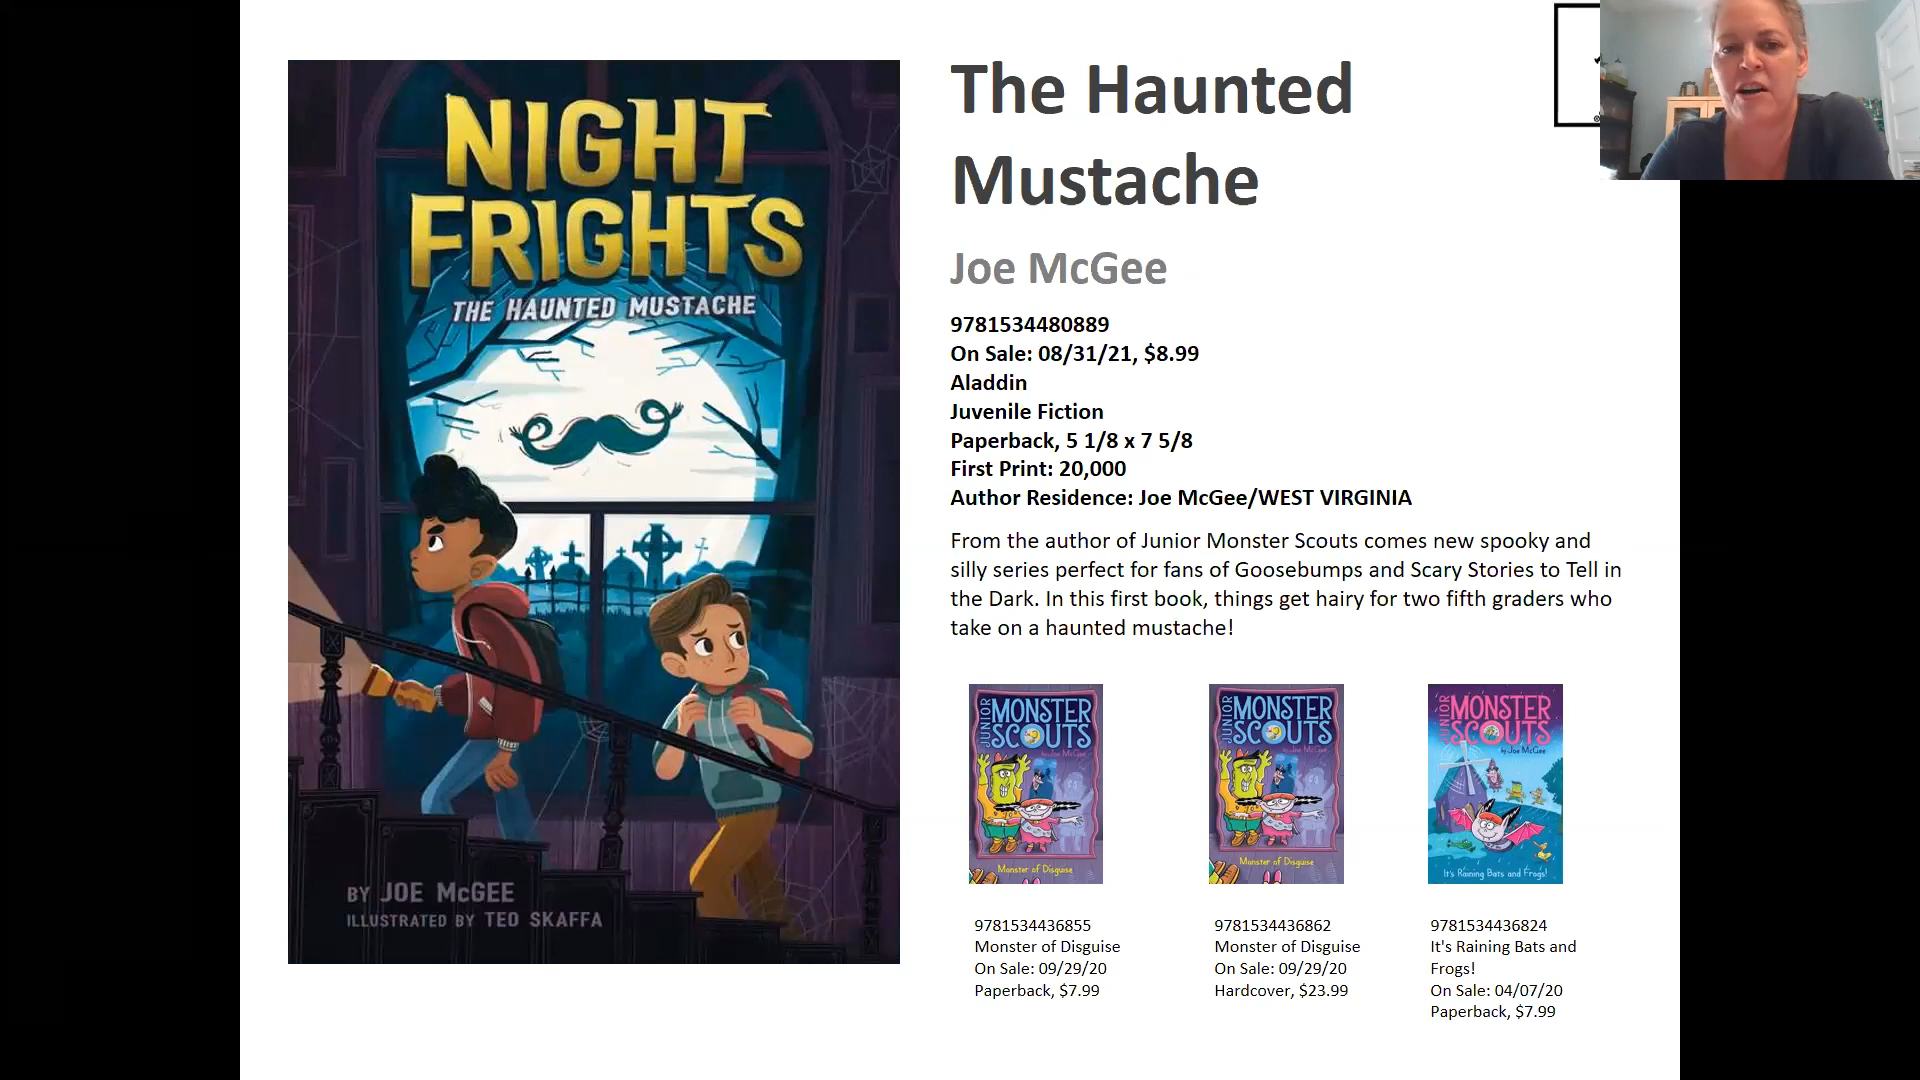 NIGHT
FRIGHTS
THE HAUNTED MUSTACHE
BY JOE McGEE
ILLUSTRATED BY TEO SKAFFA
The Haunted
Mustache
Joe McGee
9781534480889
On Sale: 08/31/21, $8.99
Aladdin
Juvenile Fiction
Paperback, 5 1/8 x 7 5/8
First Print: 20,000
Author Residence: Joe McGee/WEST VIRGINIA
From the author of Junior Monster Scouts comes new spooky and
silly series perfect for fans of Goosebumps and Scary Stories to Tell in
the Dark. In this first book, things get hairy for two fifth graders who
take on a haunted mustache!
JUNIOR
MONSTER
SCOUTS
by Joe McGee
Monster of Disguise
9781534436855
Monster of Disguise
On Sale: 09/29/20
Paperback, $7.99
JUNIOR
MONSTER
SCOUTS
by Joe McGee
Monster of Disguise
9781534436862
Monster of Disguise
On Sale: 09/29/20
Hardcover, $23.99
JUNIOR
MONSTER
SCOUTS
by Joe McGee
It's Raining Bats and Frogs!
9781534436824
It's Raining Bats and
Frogs!
On Sale: 04/07/20
Paperback, $7.99